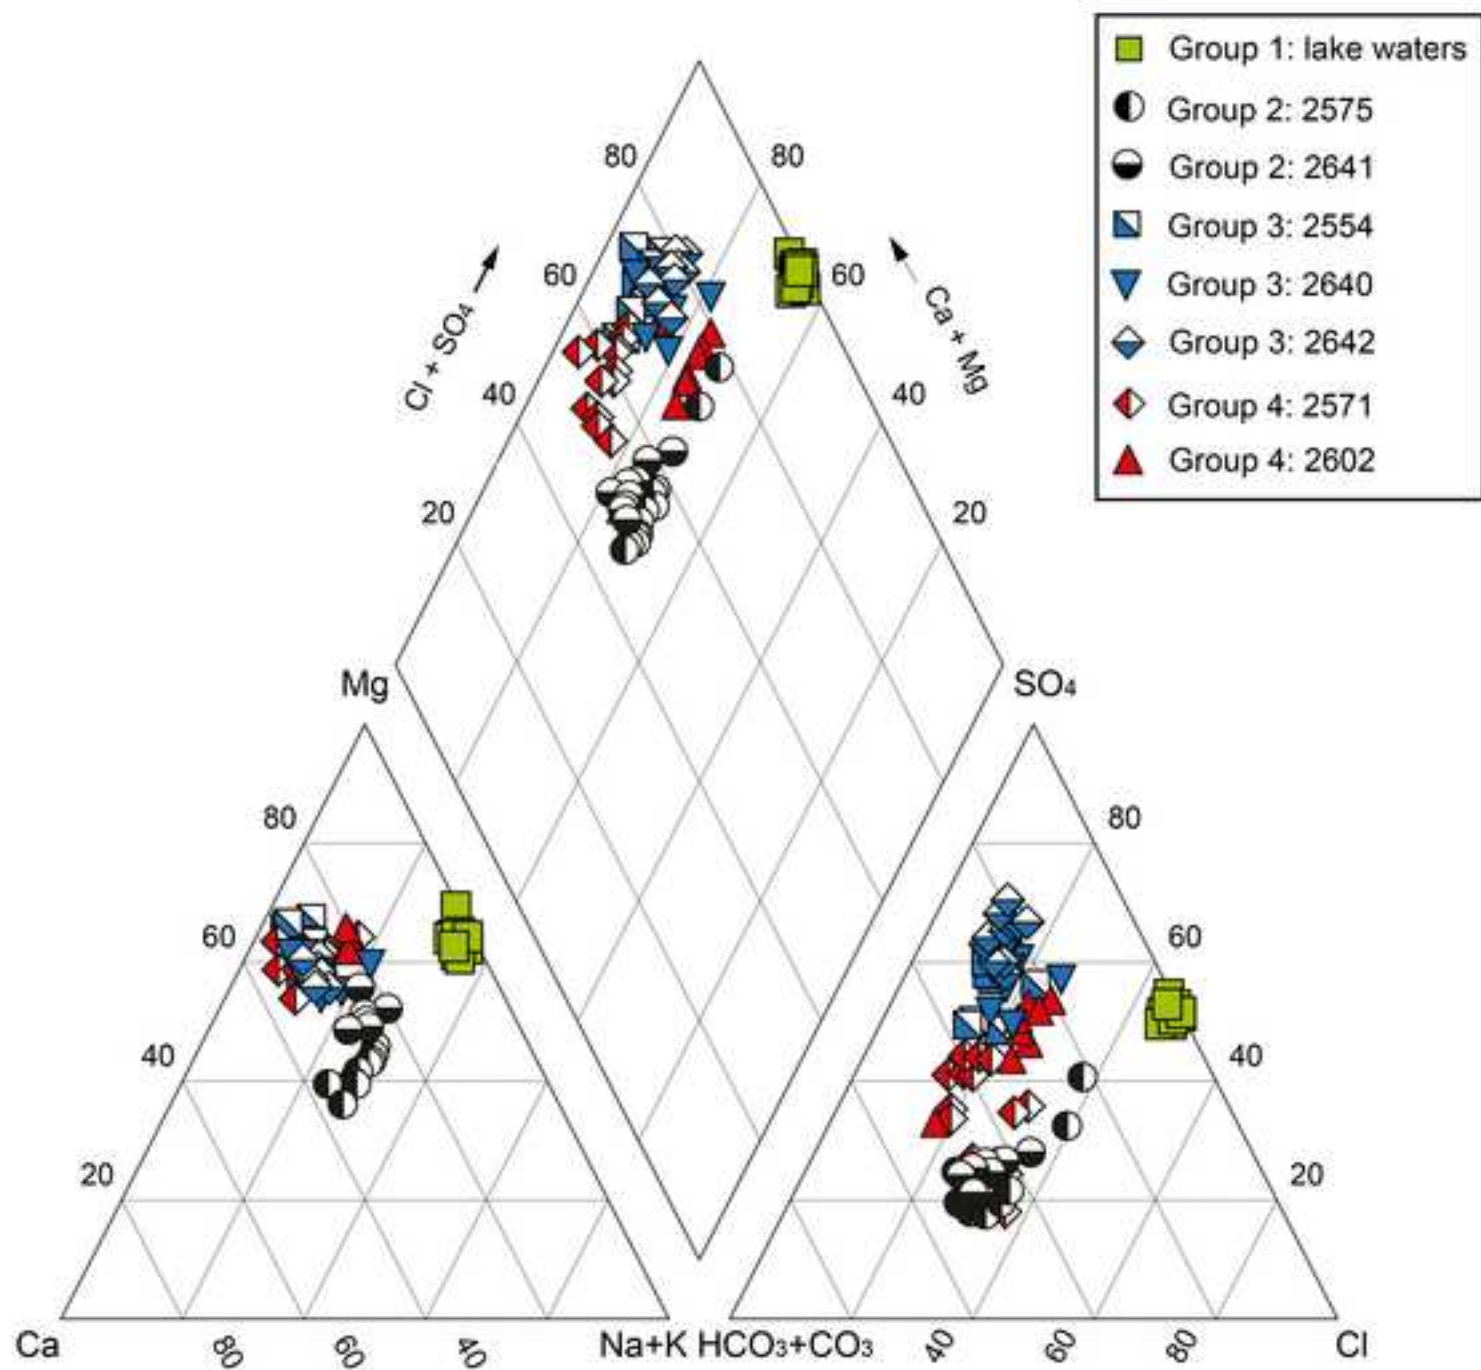 Group 1: lake waters
Group 2: 2575
Group 2: 2641
Group 3: 2554
Group 3: 2640
Group 3: 2642
Group 4: 2571
Group 4: 2602
80 80
60 60
Cl + SO₄
Ca + Mg
40 40
20 20
Mg SO₄
80 80
60 60
40 40
20 20
Ca 80 60 40 Na+K HCO₃+CO₃ 40 60 80 Cl